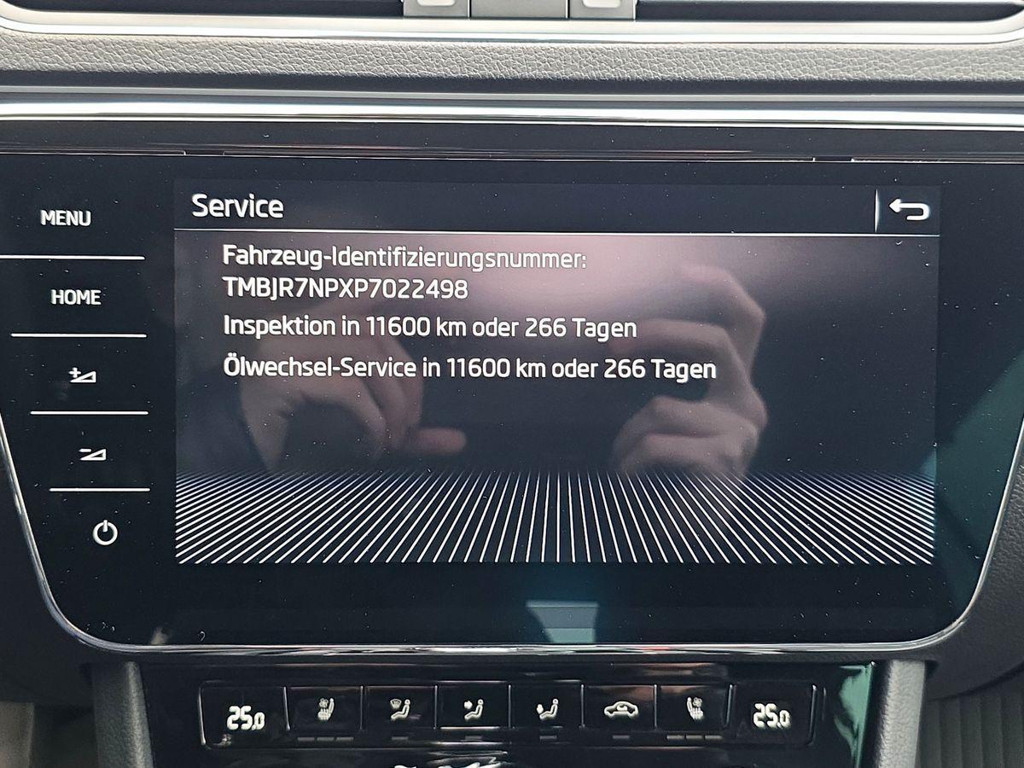 MENU
HOME
Service
Fahrzeug-Identifizierungsnummer:
TMBJR7NPXP7022498
Inspektion in 11600 km oder 266 Tagen
Ölwechsel-Service in 11600 km oder 266 Tagen
25.0
25.0